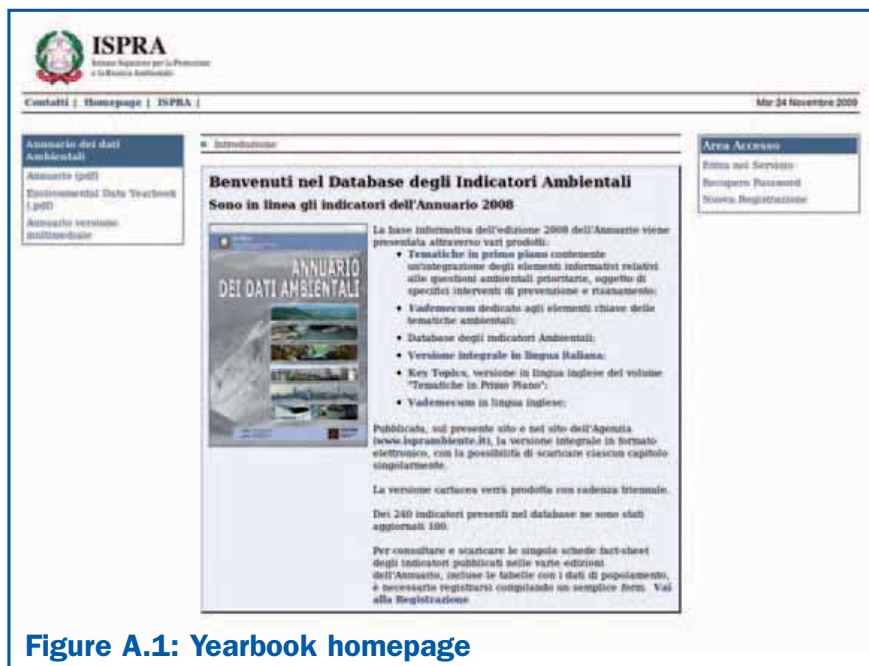 ISPRA
Istituto Superiore per la Protezione
e la Ricerca Ambientale
Contatti | Homepage | ISPRA |
Mar 24 Novembre 2009
Annuario dei dati
Ambientali
Annuario (pdf)
Environmental Data Yearbook
(.pdf)
Annuario versione
multimediale
Introduzione
Benvenuti nel Database degli Indicatori Ambientali
Sono in linea gli indicatori dell'Annuario 2008
ANNUARIO
DEI DATI AMBIENTALI
La base informativa dell'edizione 2008 dell'Annuario viene
presentata attraverso vari prodotti:
• Tematiche in primo piano contenente
un'integrazione degli elementi informativi relativi
alle questioni ambientali prioritarie, oggetto di
specifici interventi di prevenzione e risanamento;
• Vademecum dedicato agli elementi chiave delle
tematiche ambientali;
• Database degli indicatori Ambientali;
• Versione integrale in lingua Italiana;
• Key Topics, versione in lingua inglese del volume
"Tematiche in Primo Piano";
• Vademecum in lingua inglese;
Pubblicata, sul presente sito e nel sito dell'Agenzia
(www.isprambiente.it), la versione integrale in formato
elettronico, con la possibilità di scaricare ciascun capitolo
singolarmente.
La versione cartacea verrà prodotta con cadenza triennale.
Dei 240 indicatori presenti nel database ne sono stati
aggiornati 180.
Per consultare e scaricare le singole schede fact-sheet
degli indicatori pubblicati nelle varie edizioni
dell'Annuario, incluse le tabelle con i dati di popolamento,
è necessario registrarsi compilando un semplice form. Vai
alla Registrazione
Area Accesso
Entra nel Servizio
Recupero Password
Nuova Registrazione
Figure A.1: Yearbook homepage